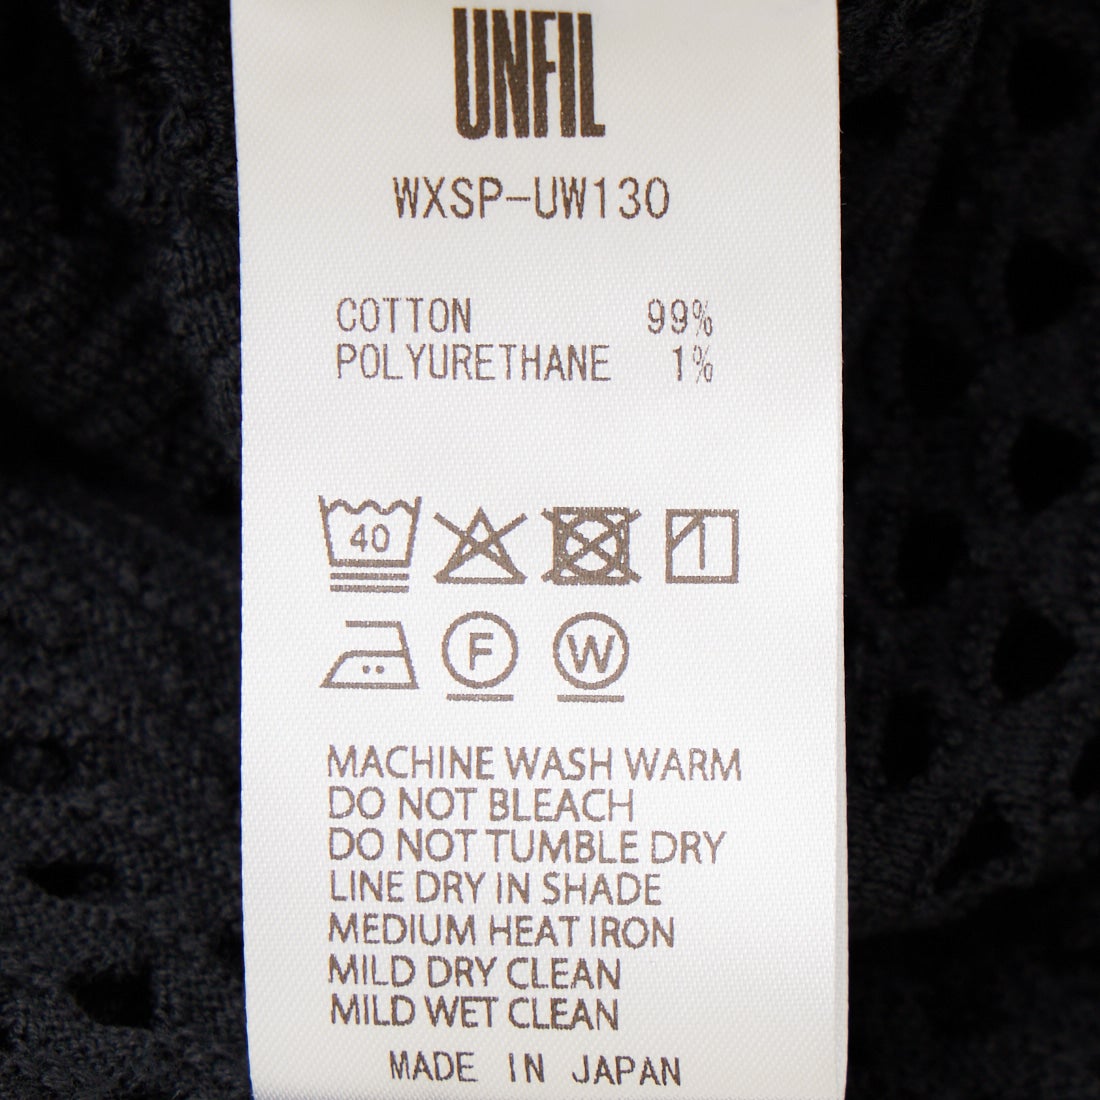 UNFIL
WXSP-UW130
COTTON 99%
POLYURETHANE 1%
40
F W
MACHINE WASH WARM
DO NOT BLEACH
DO NOT TUMBLE DRY
LINE DRY IN SHADE
MEDIUM HEAT IRON
MILD DRY CLEAN
MILD WET CLEAN
MADE IN JAPAN